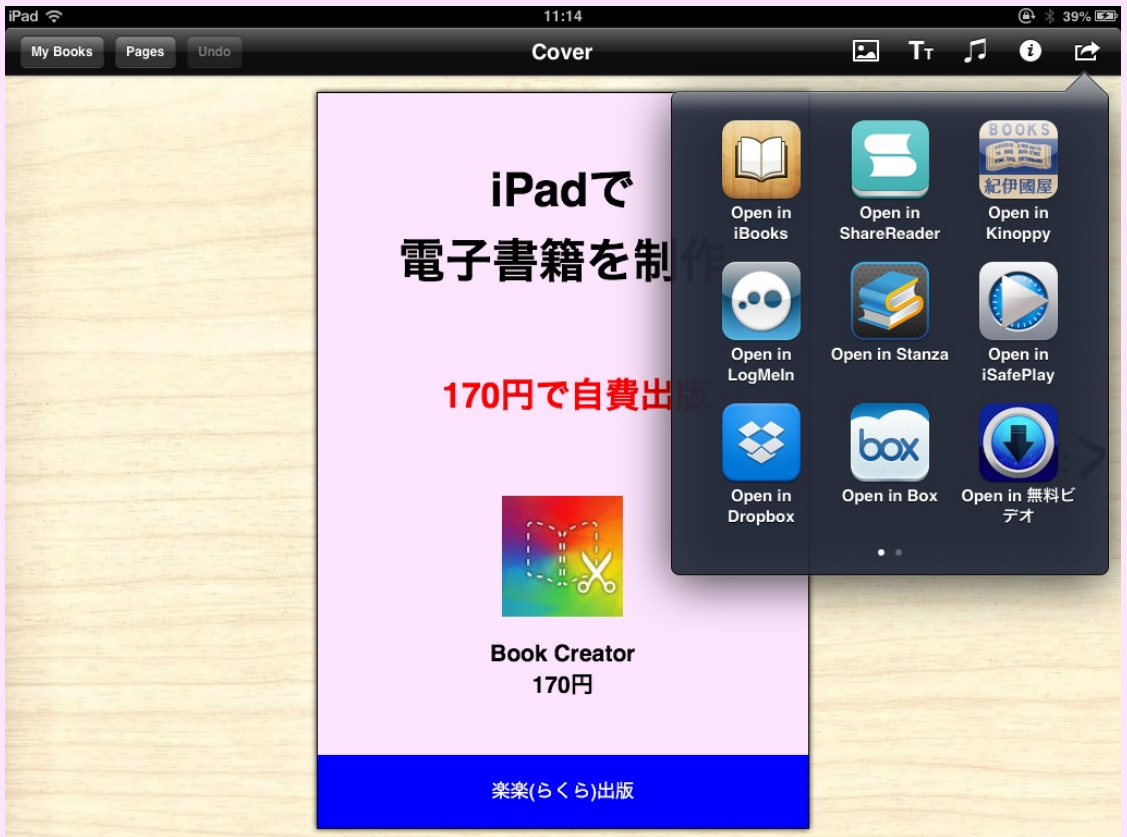 iPad 11:14 39%
My Books Pages Undo Cover
iPadで
電子書籍を制作
170円で自費出版
Book Creator
170円
楽楽(らくら)出版
Open in
iBooks
Open in
ShareReader
BOOKS
紀伊國屋
Open in
Kinoppy
Open in
LogMeIn
Open in Stanza
Open in
iSafePlay
Open in
Dropbox
box
Open in Box
Open in 無料ビ
デオ